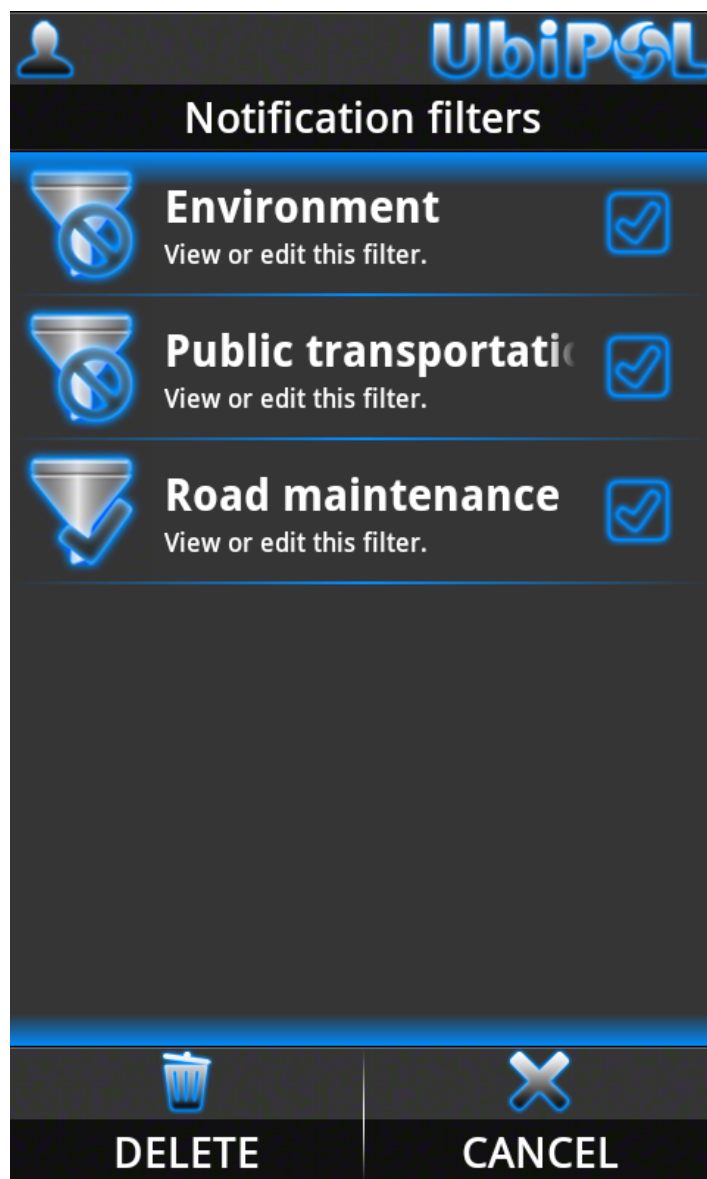 UbiPOL
Notification filters
Environment
View or edit this filter.
Public transportati
View or edit this filter.
Road maintenance
View or edit this filter.
DELETE
CANCEL